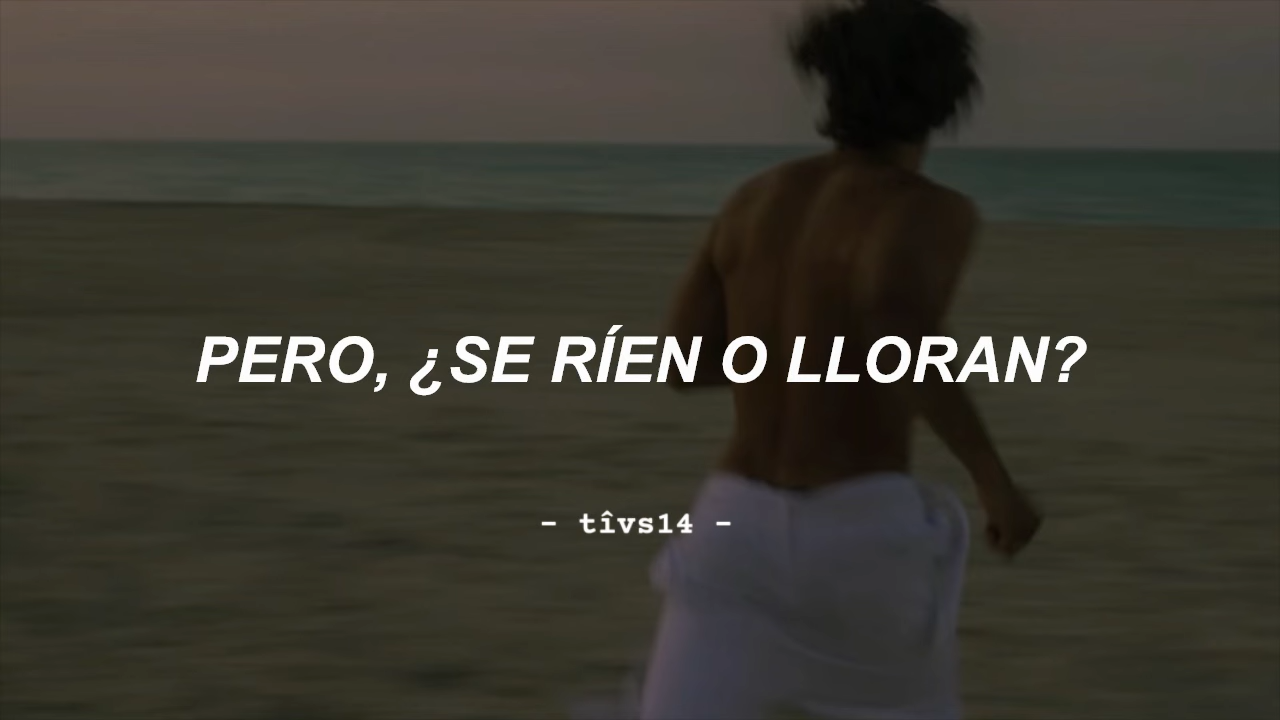 PERO, ¿SE RÍEN O LLORAN?
- tîvs14 -